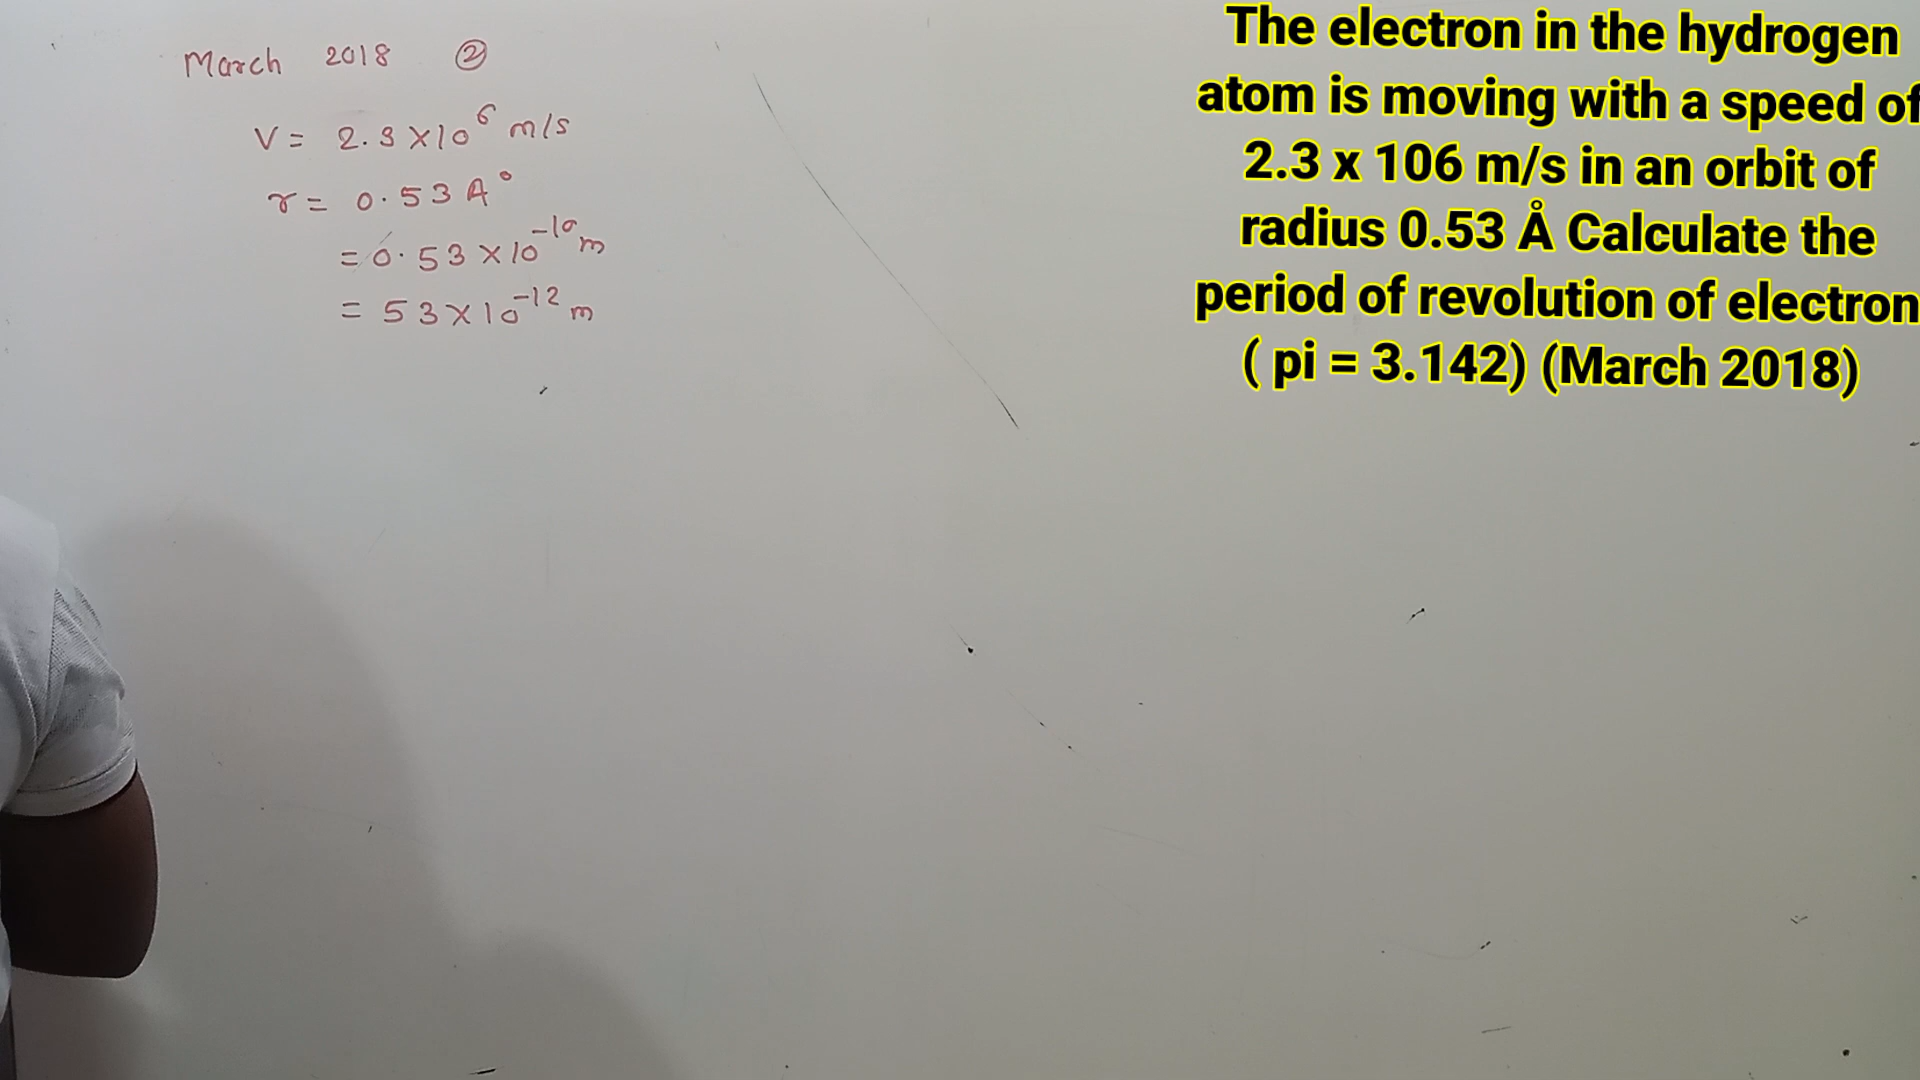 March 2018 ②
V = 2.3 × 10⁶ m/s
r = 0.53 A°
= 0.53 × 10⁻¹⁰ m
= 53 × 10⁻¹² m
The electron in the hydrogen
atom is moving with a speed of
2.3 x 106 m/s in an orbit of
radius 0.53 Å Calculate the
period of revolution of electron
( pi = 3.142) (March 2018)